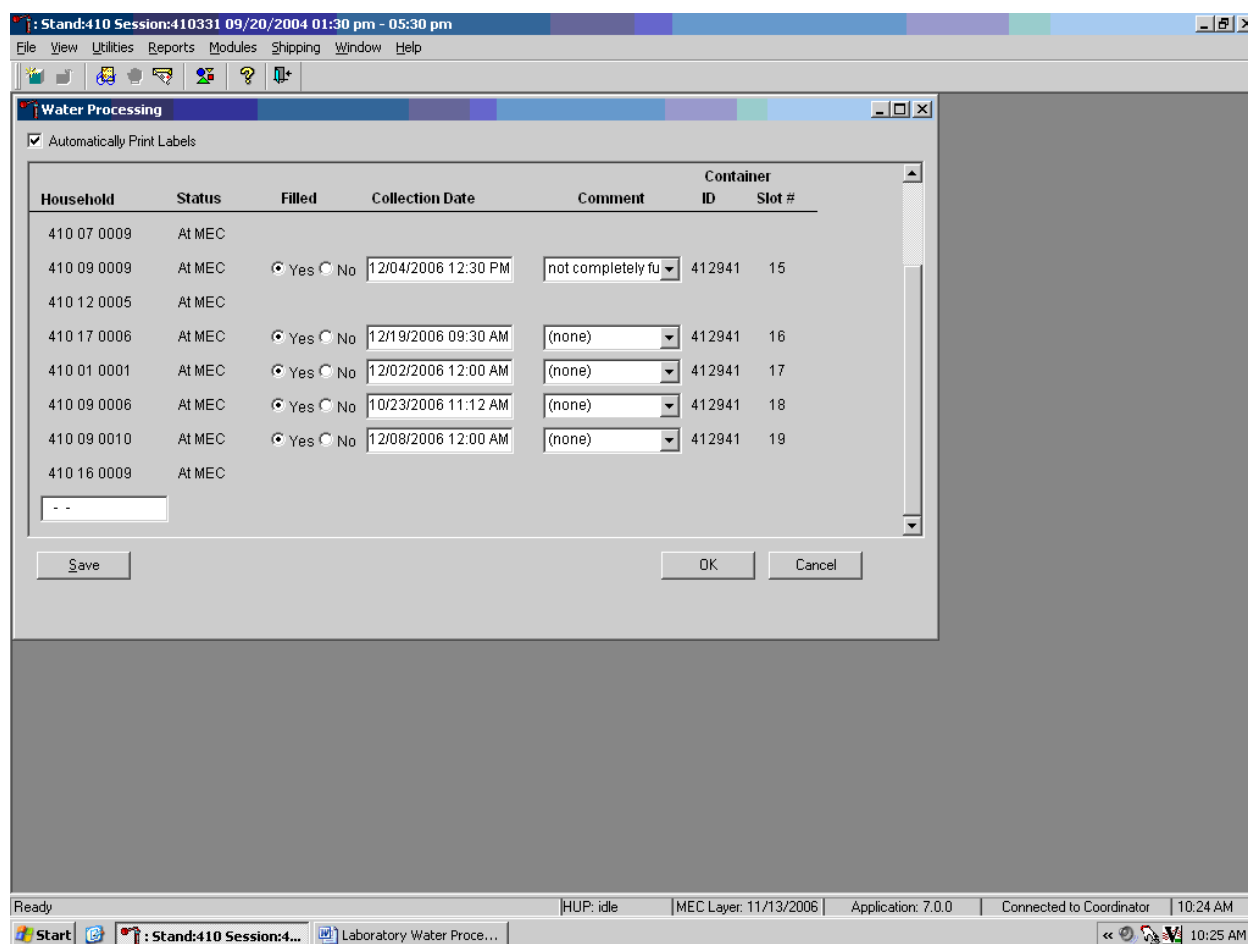 : Stand:410 Session:410331 09/20/2004 01:30 pm - 05:30 pm
File View Utilities Reports Modules Shipping Window Help
Water Processing
Automatically Print Labels
Container
Household Status Filled Collection Date Comment ID Slot #
410 07 0009 At MEC
410 09 0009 At MEC Yes No 12/04/2006 12:30 PM not completely fu 412941 15
410 12 0005 At MEC
410 17 0006 At MEC Yes No 12/19/2006 09:30 AM (none) 412941 16
410 01 0001 At MEC Yes No 12/02/2006 12:00 AM (none) 412941 17
410 09 0006 At MEC Yes No 10/23/2006 11:12 AM (none) 412941 18
410 09 0010 At MEC Yes No 12/08/2006 12:00 AM (none) 412941 19
410 16 0009 At MEC
- -
Save OK Cancel
Ready HUP: idle MEC Layer: 11/13/2006 Application: 7.0.0 Connected to Coordinator 10:24 AM
Start : Stand:410 Session:4... Laboratory Water Proce... « 10:25 AM